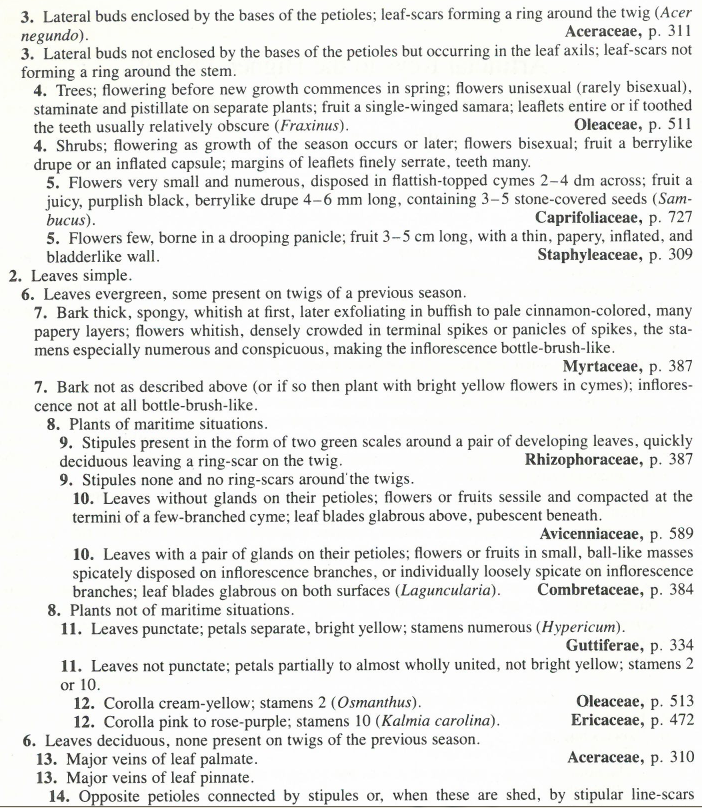 3. Lateral buds enclosed by the bases of the petioles; leaf-scars forming a ring around the twig (Acer
negundo). Aceraceae, p. 311
3. Lateral buds not enclosed by the bases of the petioles but occurring in the leaf axils; leaf-scars not
forming a ring around the stem.
4. Trees; flowering before new growth commences in spring; flowers unisexual (rarely bisexual),
staminate and pistillate on separate plants; fruit a single-winged samara; leaflets entire or if toothed
the teeth usually relatively obscure (Fraxinus). Oleaceae, p. 511
4. Shrubs; flowering as growth of the season occurs or later; flowers bisexual; fruit a berrylike
drupe or an inflated capsule; margins of leaflets finely serrate, teeth many.
5. Flowers very small and numerous, disposed in flattish-topped cymes 2–4 dm across; fruit a
juicy, purplish black, berrylike drupe 4–6 mm long, containing 3–5 stone-covered seeds (Sam-
bucus). Caprifoliaceae, p. 727
5. Flowers few, borne in a drooping panicle; fruit 3–5 cm long, with a thin, papery, inflated, and
bladderlike wall. Staphyleaceae, p. 309
2. Leaves simple.
6. Leaves evergreen, some present on twigs of a previous season.
7. Bark thick, spongy, whitish at first, later exfoliating in buffish to pale cinnamon-colored, many
papery layers; flowers whitish, densely crowded in terminal spikes or panicles of spikes, the sta-
mens especially numerous and conspicuous, making the inflorescence bottle-brush-like.
Myrtaceae, p. 387
7. Bark not as described above (or if so then plant with bright yellow flowers in cymes); inflores-
cence not at all bottle-brush-like.
8. Plants of maritime situations.
9. Stipules present in the form of two green scales around a pair of developing leaves, quickly
deciduous leaving a ring-scar on the twig. Rhizophoraceae, p. 387
9. Stipules none and no ring-scars around the twigs.
10. Leaves without glands on their petioles; flowers or fruits sessile and compacted at the
termini of a few-branched cyme; leaf blades glabrous above, pubescent beneath.
Avicenniaceae, p. 589
10. Leaves with a pair of glands on their petioles; flowers or fruits in small, ball-like masses
spicately disposed on inflorescence branches, or individually loosely spicate on inflorescence
branches; leaf blades glabrous on both surfaces (Laguncularia). Combretaceae, p. 384
8. Plants not of maritime situations.
11. Leaves punctate; petals separate, bright yellow; stamens numerous (Hypericum).
Guttiferae, p. 334
11. Leaves not punctate; petals partially to almost wholly united, not bright yellow; stamens 2
or 10.
12. Corolla cream-yellow; stamens 2 (Osmanthus). Oleaceae, p. 513
12. Corolla pink to rose-purple; stamens 10 (Kalmia carolina). Ericaceae, p. 472
6. Leaves deciduous, none present on twigs of the previous season.
13. Major veins of leaf palmate. Aceraceae, p. 310
13. Major veins of leaf pinnate.
14. Opposite petioles connected by stipules or, when these are shed, by stipular line-scars